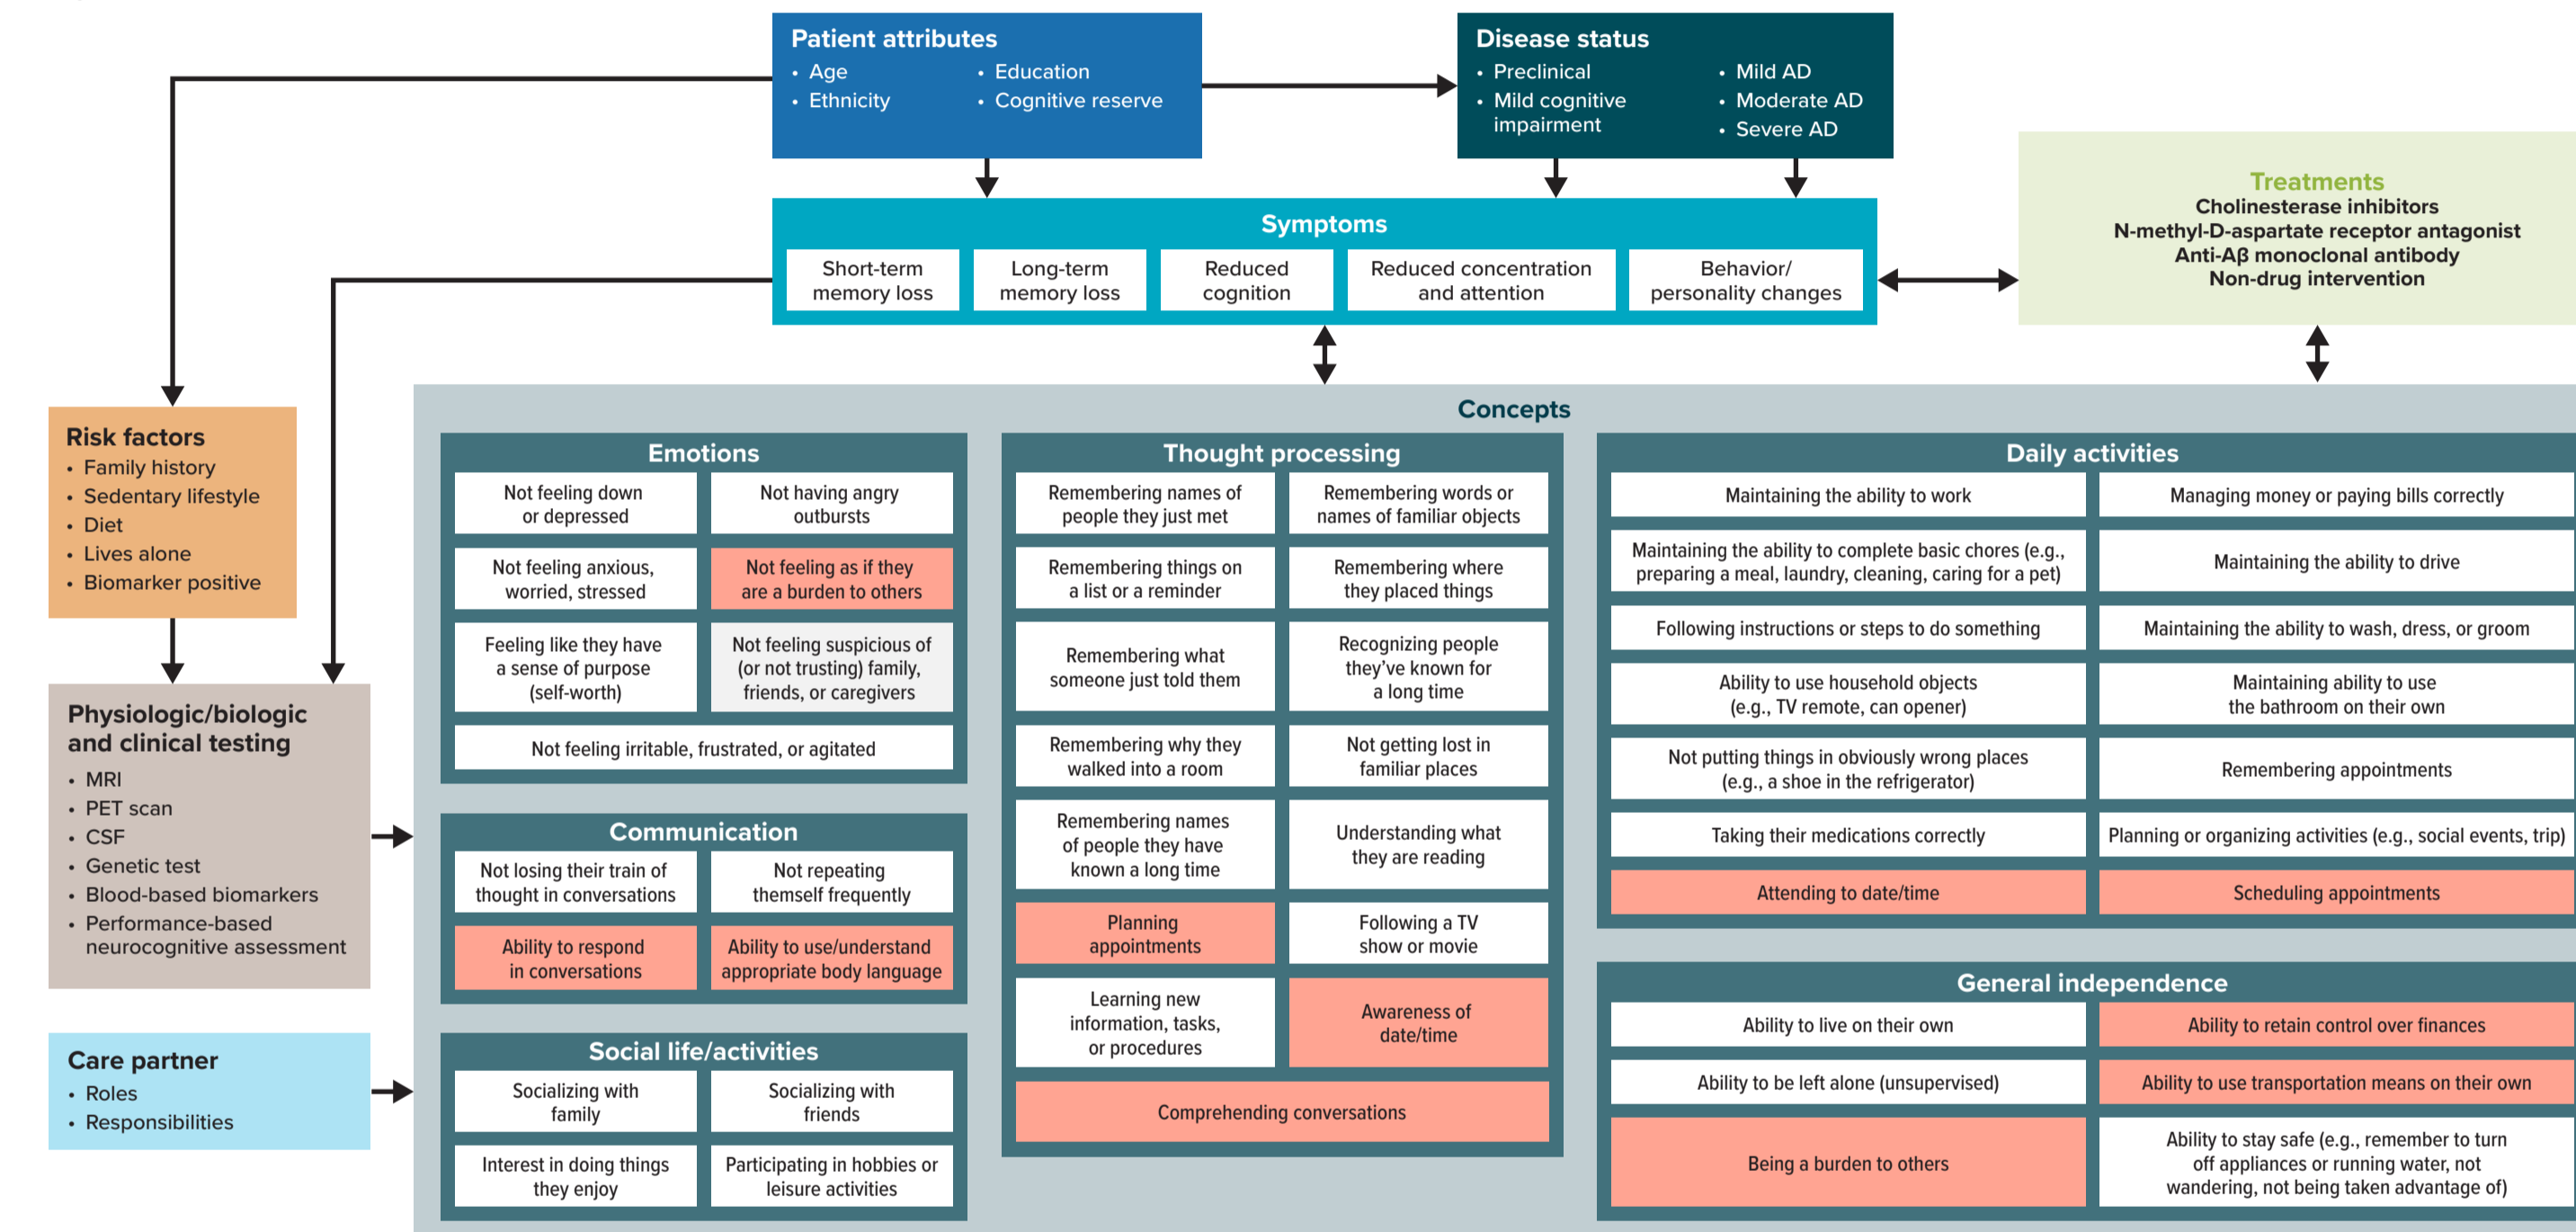 Patient attributes
• Age
• Ethnicity
• Education
• Cognitive reserve
Disease status
• Preclinical
• Mild cognitive
impairment
• Mild AD
• Moderate AD
• Severe AD
Treatments
Cholinesterase inhibitors
N-methyl-D-aspartate receptor antagonist
Anti-Aβ monoclonal antibody
Non-drug intervention
Symptoms
Short-term
memory loss
Long-term
memory loss
Reduced
cognition
Reduced concentration
and attention
Behavior/
personality changes
Risk factors
• Family history
• Sedentary lifestyle
• Diet
• Lives alone
• Biomarker positive
Physiologic/biologic
and clinical testing
• MRI
• PET scan
• CSF
• Genetic test
• Blood-based biomarkers
• Performance-based
neurocognitive assessment
Care partner
• Roles
• Responsibilities
Concepts
Emotions
Not feeling down
or depressed
Not having angry
outbursts
Not feeling anxious,
worried, stressed
Not feeling as if they
are a burden to others
Feeling like they have
a sense of purpose
(self-worth)
Not feeling suspicious of
(or not trusting) family,
friends, or caregivers
Not feeling irritable, frustrated, or agitated
Communication
Not losing their train of
thought in conversations
Not repeating
themself frequently
Ability to respond
in conversations
Ability to use/understand
appropriate body language
Social life/activities
Socializing with
family
Socializing with
friends
Interest in doing things
they enjoy
Participating in hobbies or
leisure activities
Thought processing
Remembering names of
people they just met
Remembering words or
names of familiar objects
Remembering things on
a list or a reminder
Remembering where
they placed things
Remembering what
someone just told them
Recognizing people
they've known for
a long time
Remembering why they
walked into a room
Not getting lost in
familiar places
Remembering names
of people they have
known a long time
Understanding what
they are reading
Planning
appointments
Following a TV
show or movie
Learning new
information, tasks,
or procedures
Awareness of
date/time
Comprehending conversations
Daily activities
Maintaining the ability to work
Managing money or paying bills correctly
Maintaining the ability to complete basic chores (e.g.,
preparing a meal, laundry, cleaning, caring for a pet)
Maintaining the ability to drive
Following instructions or steps to do something
Maintaining the ability to wash, dress, or groom
Ability to use household objects
(e.g., TV remote, can opener)
Maintaining ability to use
the bathroom on their own
Not putting things in obviously wrong places
(e.g., a shoe in the refrigerator)
Remembering appointments
Taking their medications correctly
Planning or organizing activities (e.g., social events, trip)
Attending to date/time
Scheduling appointments
General independence
Ability to live on their own
Ability to retain control over finances
Ability to be left alone (unsupervised)
Ability to use transportation means on their own
Being a burden to others
Ability to stay safe (e.g., remember to turn
off appliances or running water, not
wandering, not being taken advantage of)